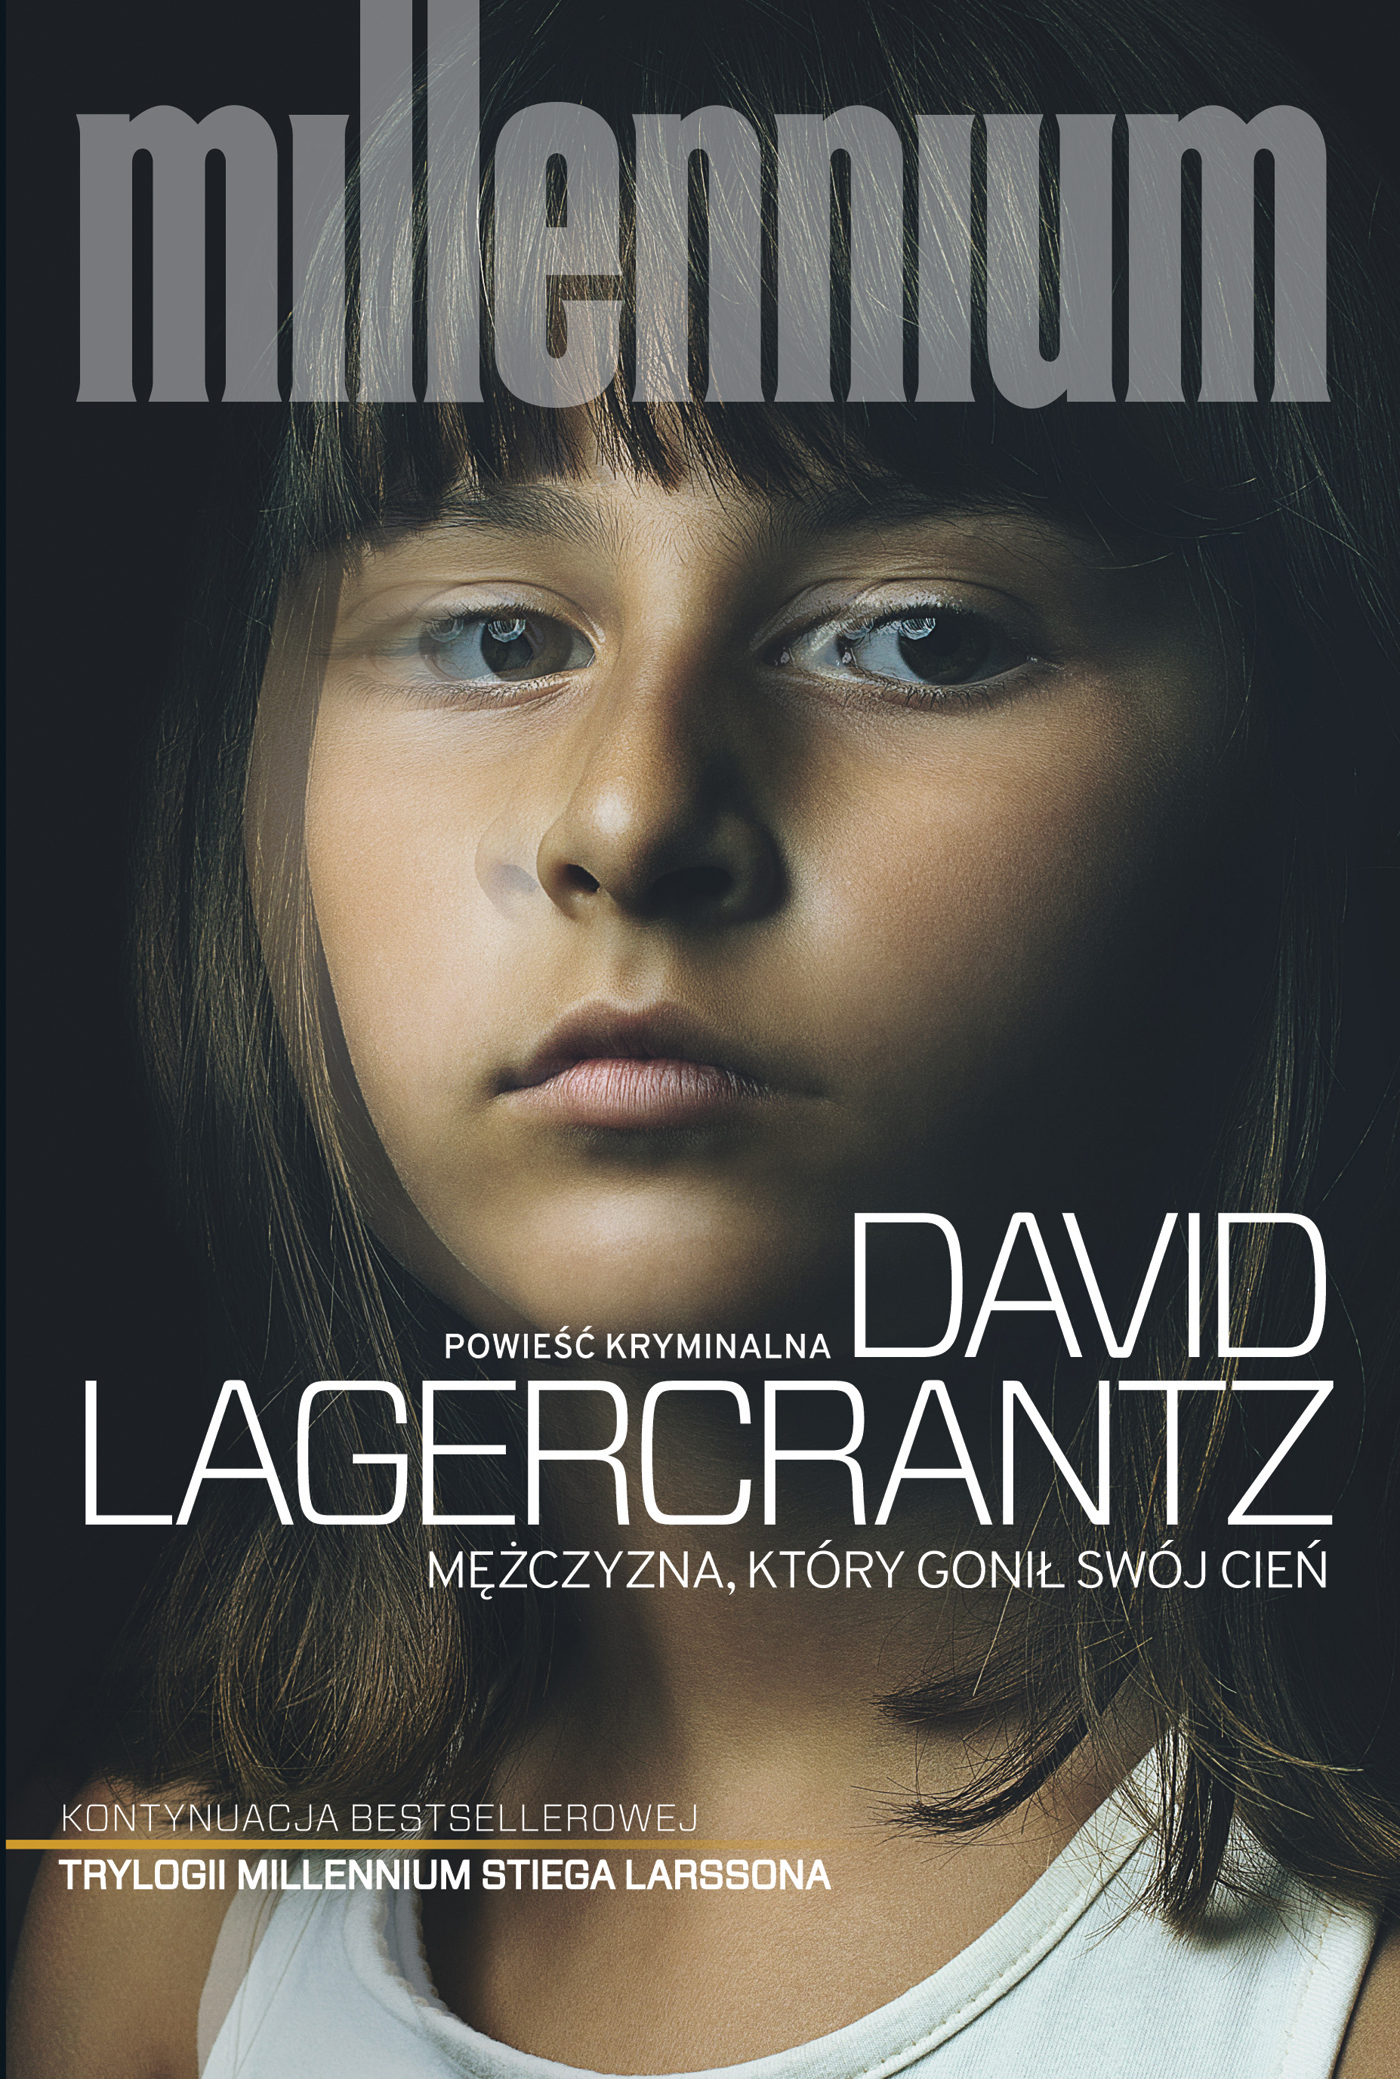 millennium
POWIEŚĆ KRYMINALNA DAVID
LAGERCRANTZ
MĘŻCZYZNA, KTÓRY GONIŁ SWÓJ CIEŃ
KONTYNUACJA BESTSELLEROWEJ
TRYLOGII MILLENNIUM STIEGA LARSSONA